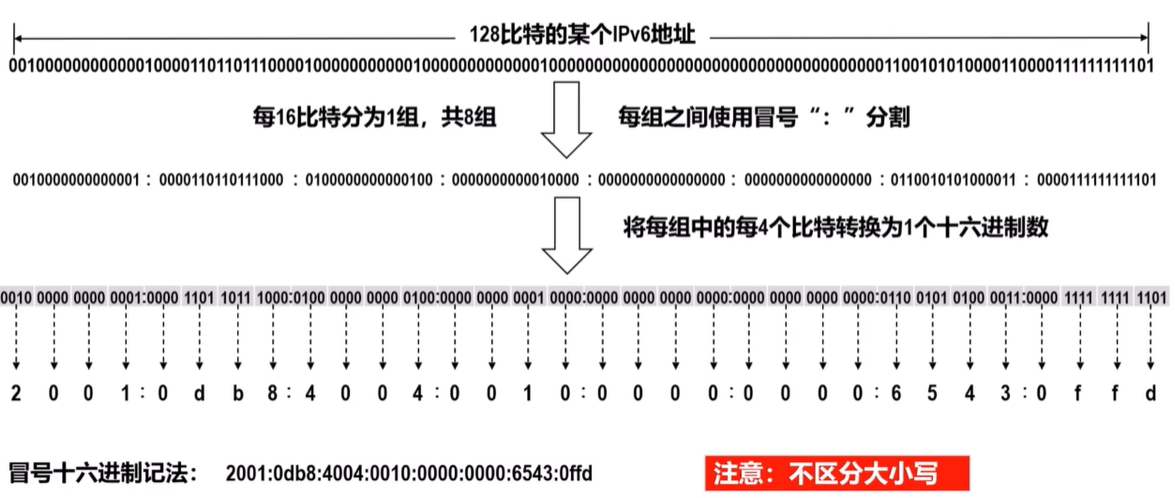 128比特的某个IPv6地址
00100000000000010000110110111000010000000000010000000000000100000000000000000000000000000000000001100101010000110000111111111101
每16比特分为1组，共8组
每组之间使用冒号“：”分割
0010000000000001 : 0000110110111000 : 0100000000000100 : 0000000000010000 : 0000000000000000 : 0000000000000000 : 0110010101000011 : 0000111111111101
将每组中的每4个比特转换为1个十六进制数
0010 0000 0000 0001:0000 1101 1011 1000:0100 0000 0000 0100:0000 0000 0001 0000:0000 0000 0000 0000:0000 0000 0000 0000:0110 0101 0100 0011:0000 1111 1111 1101
2 0 0 1 : 0 d b 8 : 4 0 0 4 : 0 0 1 0 : 0 0 0 0 : 0 0 0 0 : 6 5 4 3 : 0 f f d
冒号十六进制记法： 2001:0db8:4004:0010:0000:0000:6543:0ffd
注意：不区分大小写